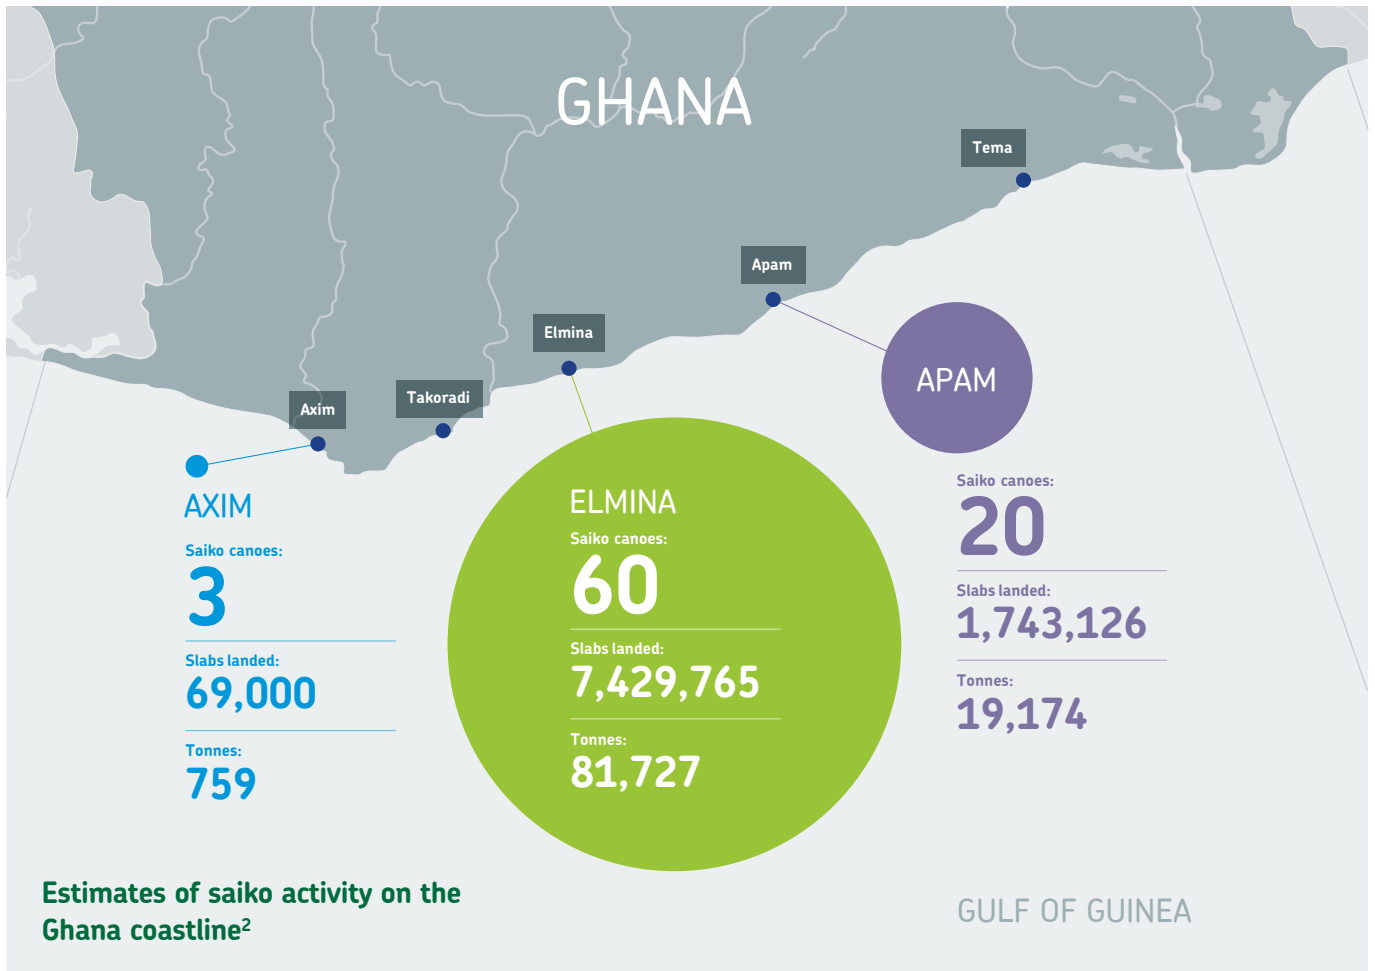 GHANA
Tema
Apam
Elmina
Takoradi
Axim
APAM
AXIM
Saiko canoes:
3
Slabs landed:
69,000
Tonnes:
759
ELMINA
Saiko canoes:
60
Slabs landed:
7,429,765
Tonnes:
81,727
Saiko canoes:
20
Slabs landed:
1,743,126
Tonnes:
19,174
Estimates of saiko activity on the
Ghana coastline²
GULF OF GUINEA